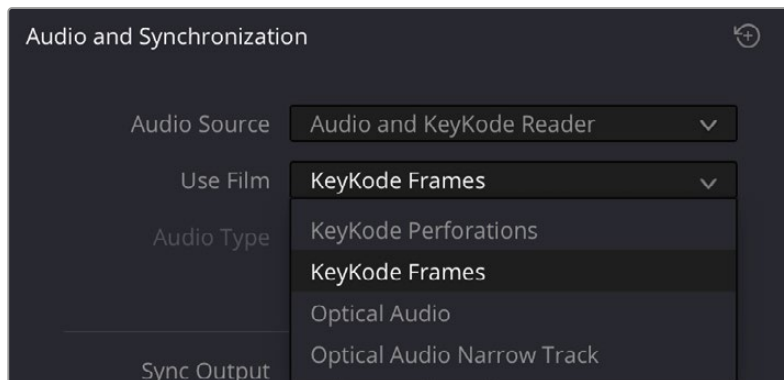 Audio and Synchronization
Audio Source Audio and KeyKode Reader
Use Film KeyKode Frames
Audio Type KeyKode Perforations
KeyKode Frames
Optical Audio
Optical Audio Narrow Track
Sync Output